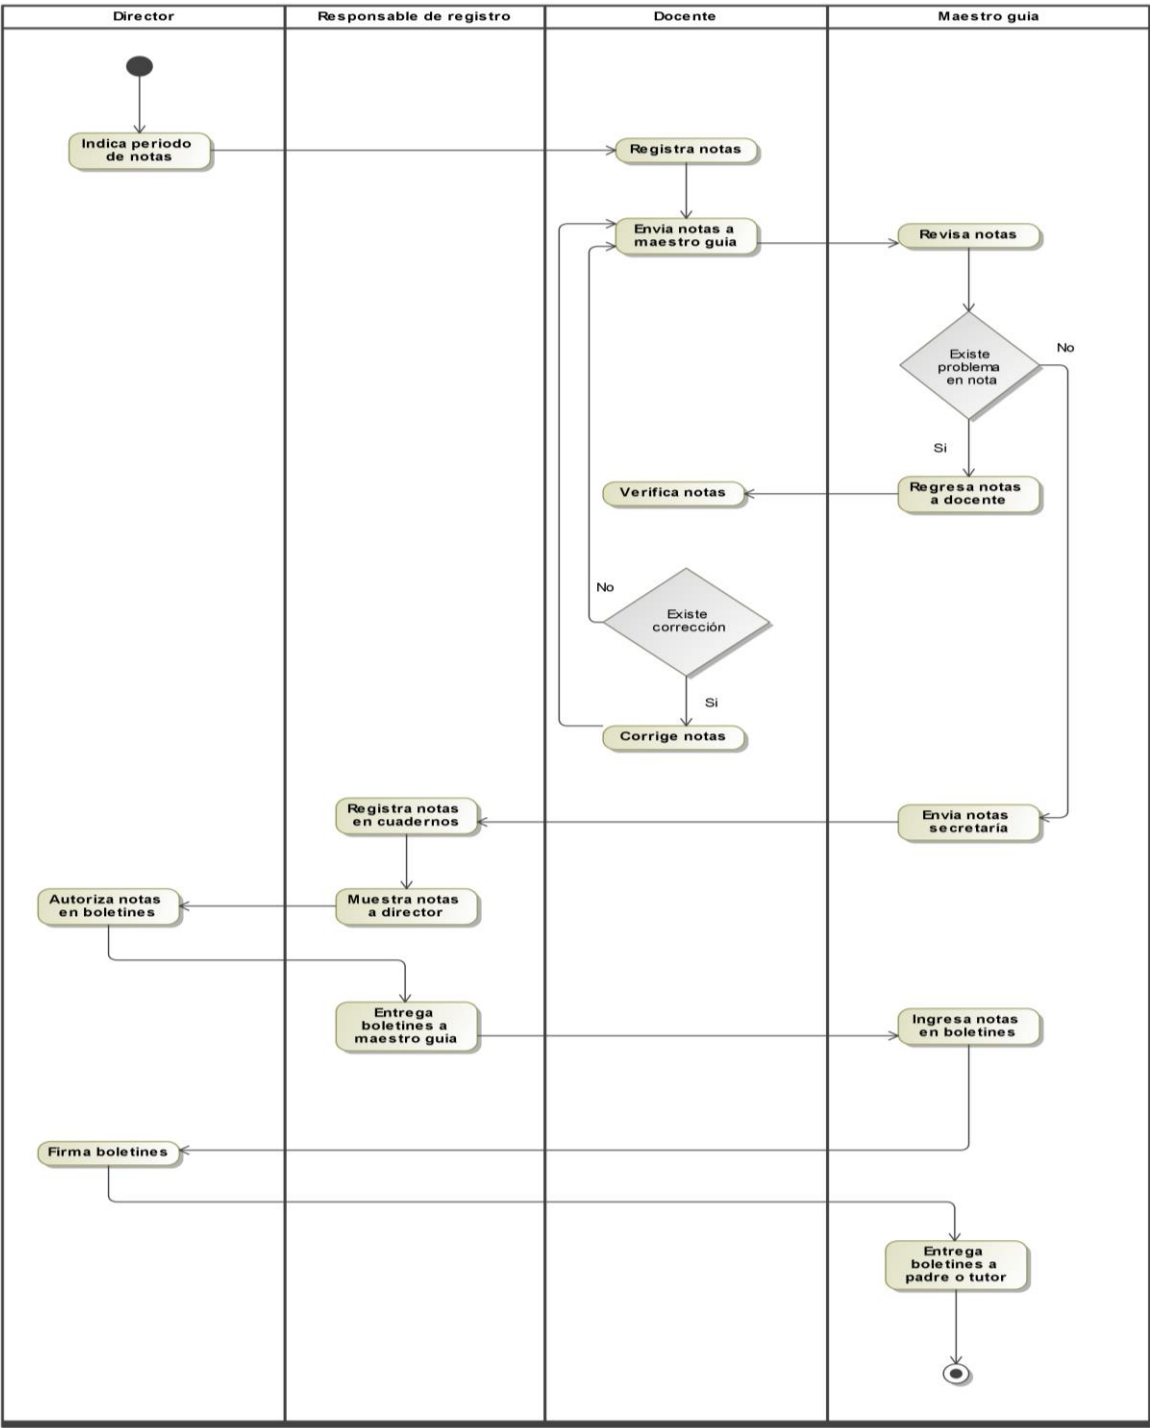 Director
Responsable de registro
Docente
Maestro guia
Indica periodo
de notas
Registra notas
Envia notas a
maestro guia
Revisa notas
Existe
problema
en nota
No
Si
Regresa notas
a docente
Verifica notas
No
Existe
corrección
Si
Corrige notas
Registra notas
en cuadernos
Envia notas
secretaría
Autoriza notas
en boletines
Muestra notas
a director
Entrega
boletines a
maestro guia
Ingresa notas
en boletines
Firma boletines
Entrega
boletines a
padre o tutor